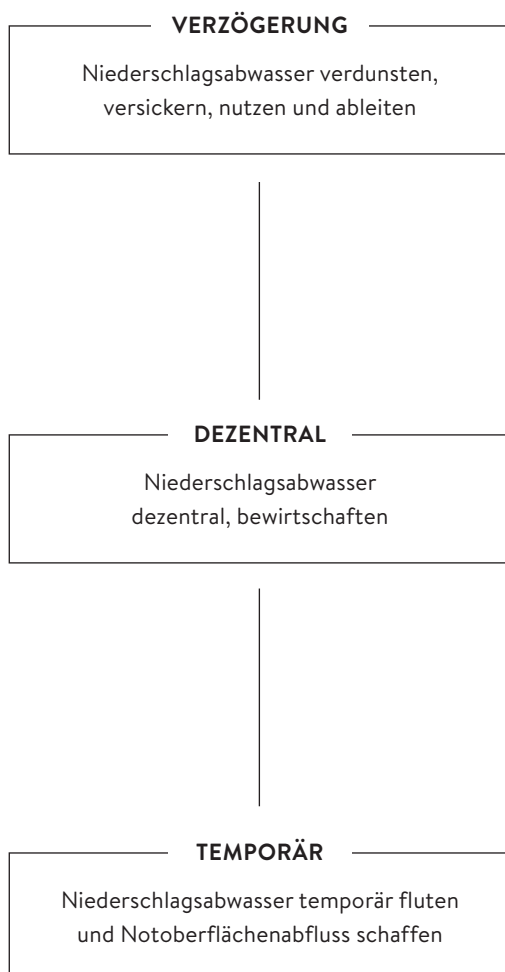 VERZÖGERUNG
Niederschlagsabwasser verdunsten,
versickern, nutzen und ableiten
DEZENTRAL
Niederschlagsabwasser
dezentral, bewirtschaften
TEMPORÄR
Niederschlagsabwasser temporär fluten
und Notoberflächenabfluss schaffen